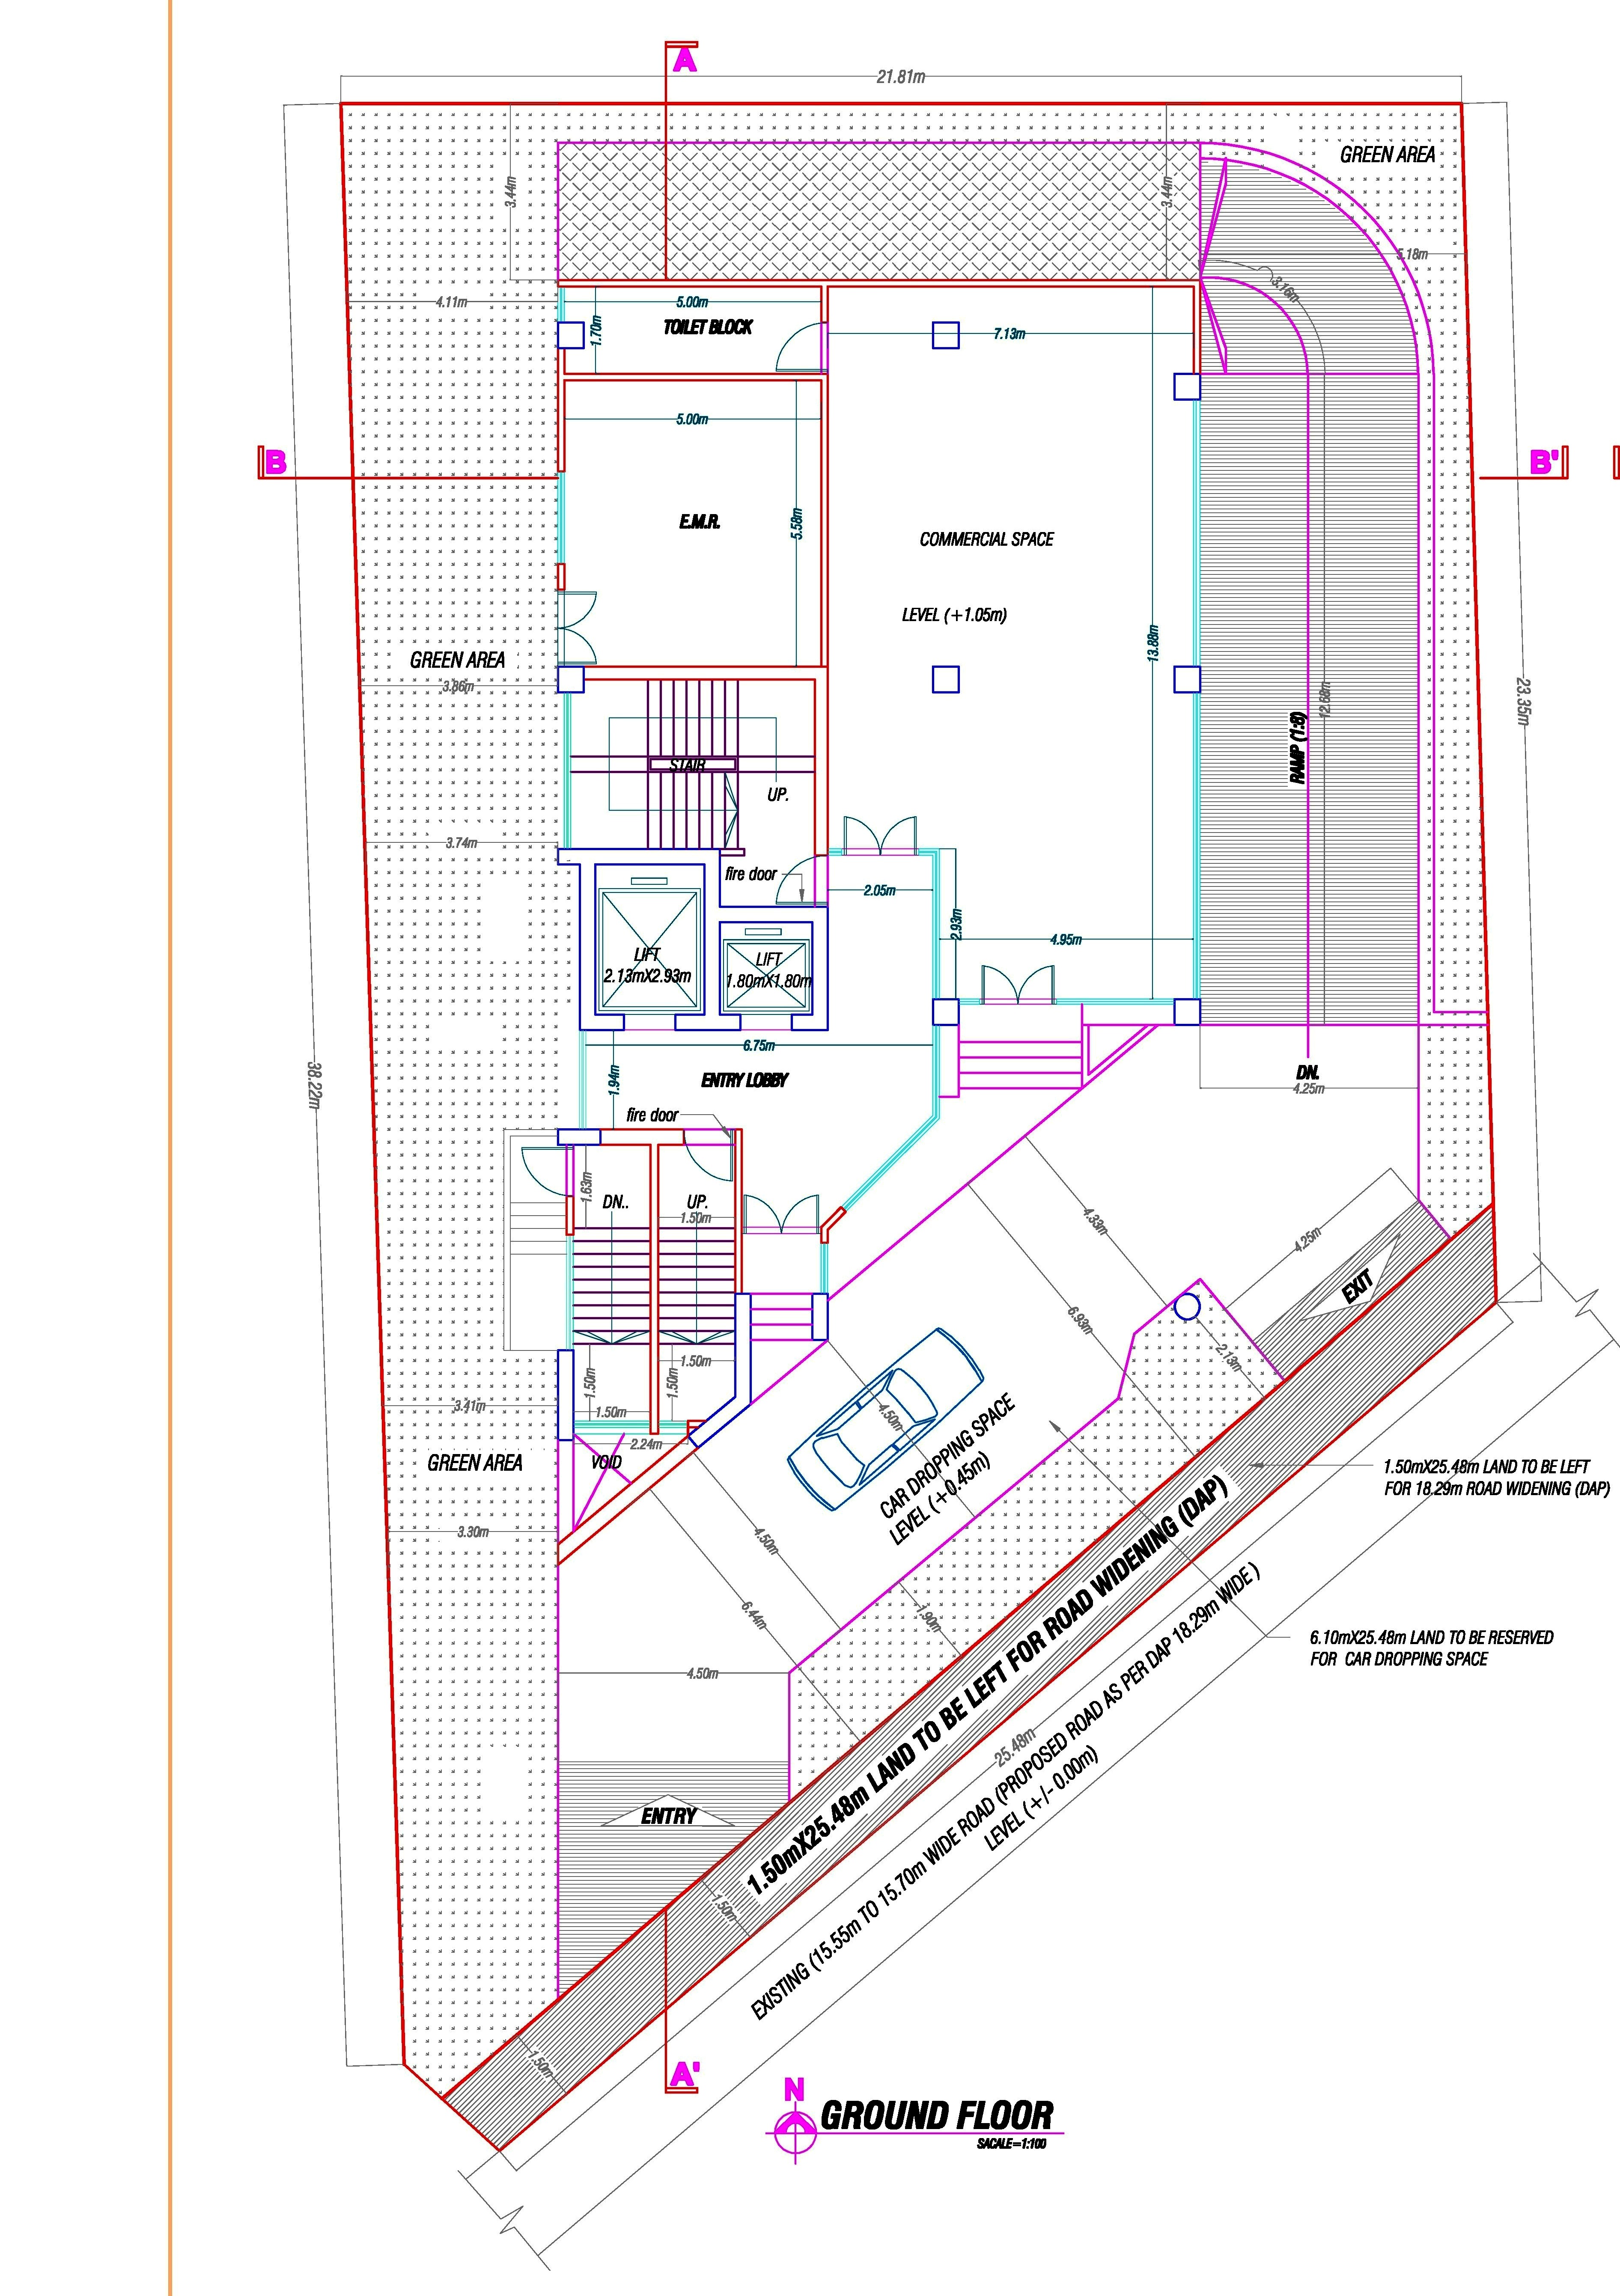 A
21.81m
GREEN AREA
3.44m
3.44m
5.18m
3.16m
4.11m
5.00m
TOILET BLOCK
1.70m
7.13m
5.00m
B
B'
E.M.R.
5.58m
COMMERCIAL SPACE
LEVEL (+1.05m)
13.88m
GREEN AREA
3.86m
23.35m
12.68m
RAMP (1:8)
STAIR
UP.
3.74m
fire door
2.05m
2.93m
4.95m
LIFT
2.13mX2.93m
LIFT
1.80mX1.80m
6.75m
ENTRY LOBBY
1.94m
38.22m
DN.
4.25m
fire door
1.63m
DN..
UP.
1.50m
4.33m
4.25m
EXIT
6.93m
2.13m
1.50m
1.50m
1.50m
1.50m
3.41m
4.50m
CAR DROPPING SPACE
LEVEL (+0.45m)
2.24m
VOID
GREEN AREA
1.50mX25.48m LAND TO BE LEFT
FOR 18.29m ROAD WIDENING (DAP)
3.30m
4.50m
6.44m
1.90m
6.10mX25.48m LAND TO BE RESERVED
FOR CAR DROPPING SPACE
4.50m
1.50mX25.48m LAND TO BE LEFT FOR ROAD WIDENING (DAP)
25.48m
EXISTING (15.55m TO 15.70m WIDE ROAD (PROPOSED ROAD AS PER DAP 18.29m WIDE )
LEVEL (+/- 0.00m)
ENTRY
1.50m
1.50m
A'
N
GROUND FLOOR
SACALE=1:100